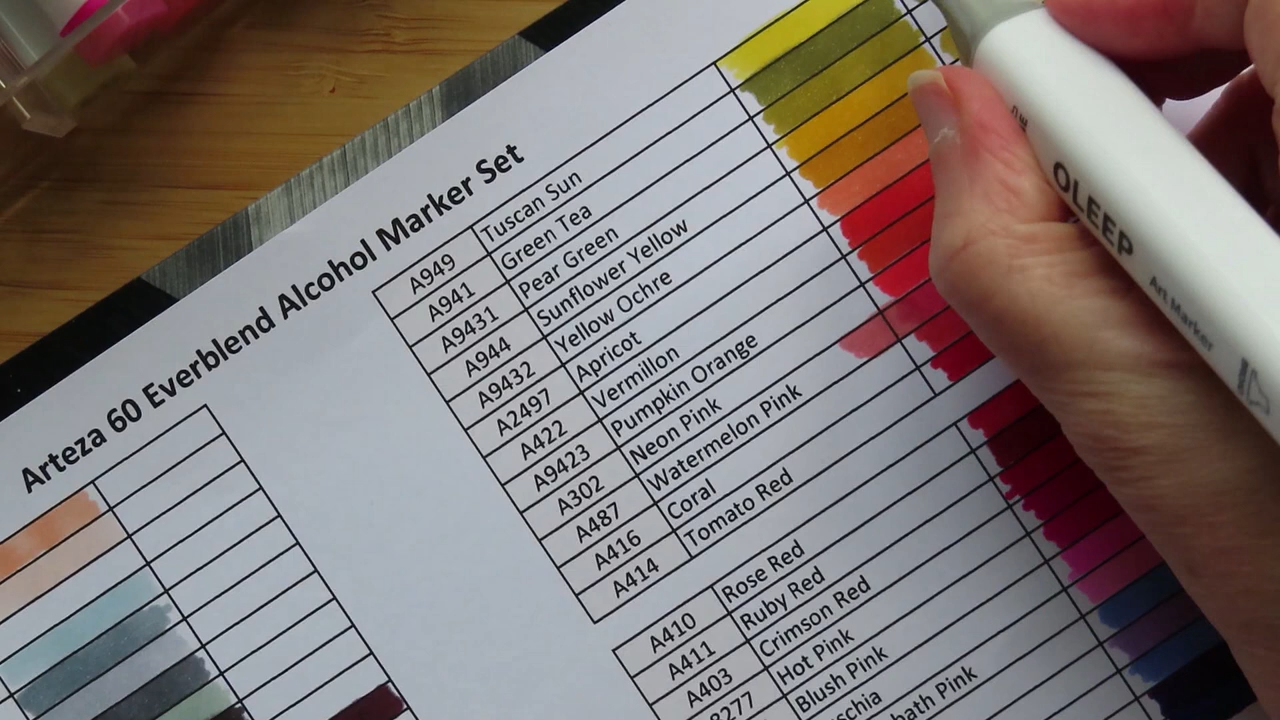 Arteza 60 Everblend Alcohol Marker Set
A949 Tuscan Sun
A941 Green Tea
A9431 Pear Green
A944 Sunflower Yellow
A9432 Yellow Ochre
A2497 Apricot
A422 Vermillon
A9423 Pumpkin Orange
A302 Neon Pink
A487 Watermelon Pink
A416 Coral
A414 Tomato Red
A410 Rose Red
A411 Ruby Red
A403 Crimson Red
Hot Pink
Blush Pink
Pink
OLEEP
Art Marker